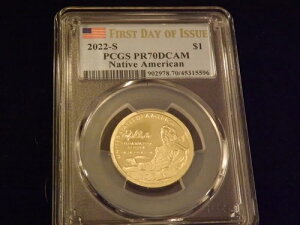 FIRST DAY OF ISSUE
2022-S $1
PCGS PR70DCAM
Native American
902978.70/45315596